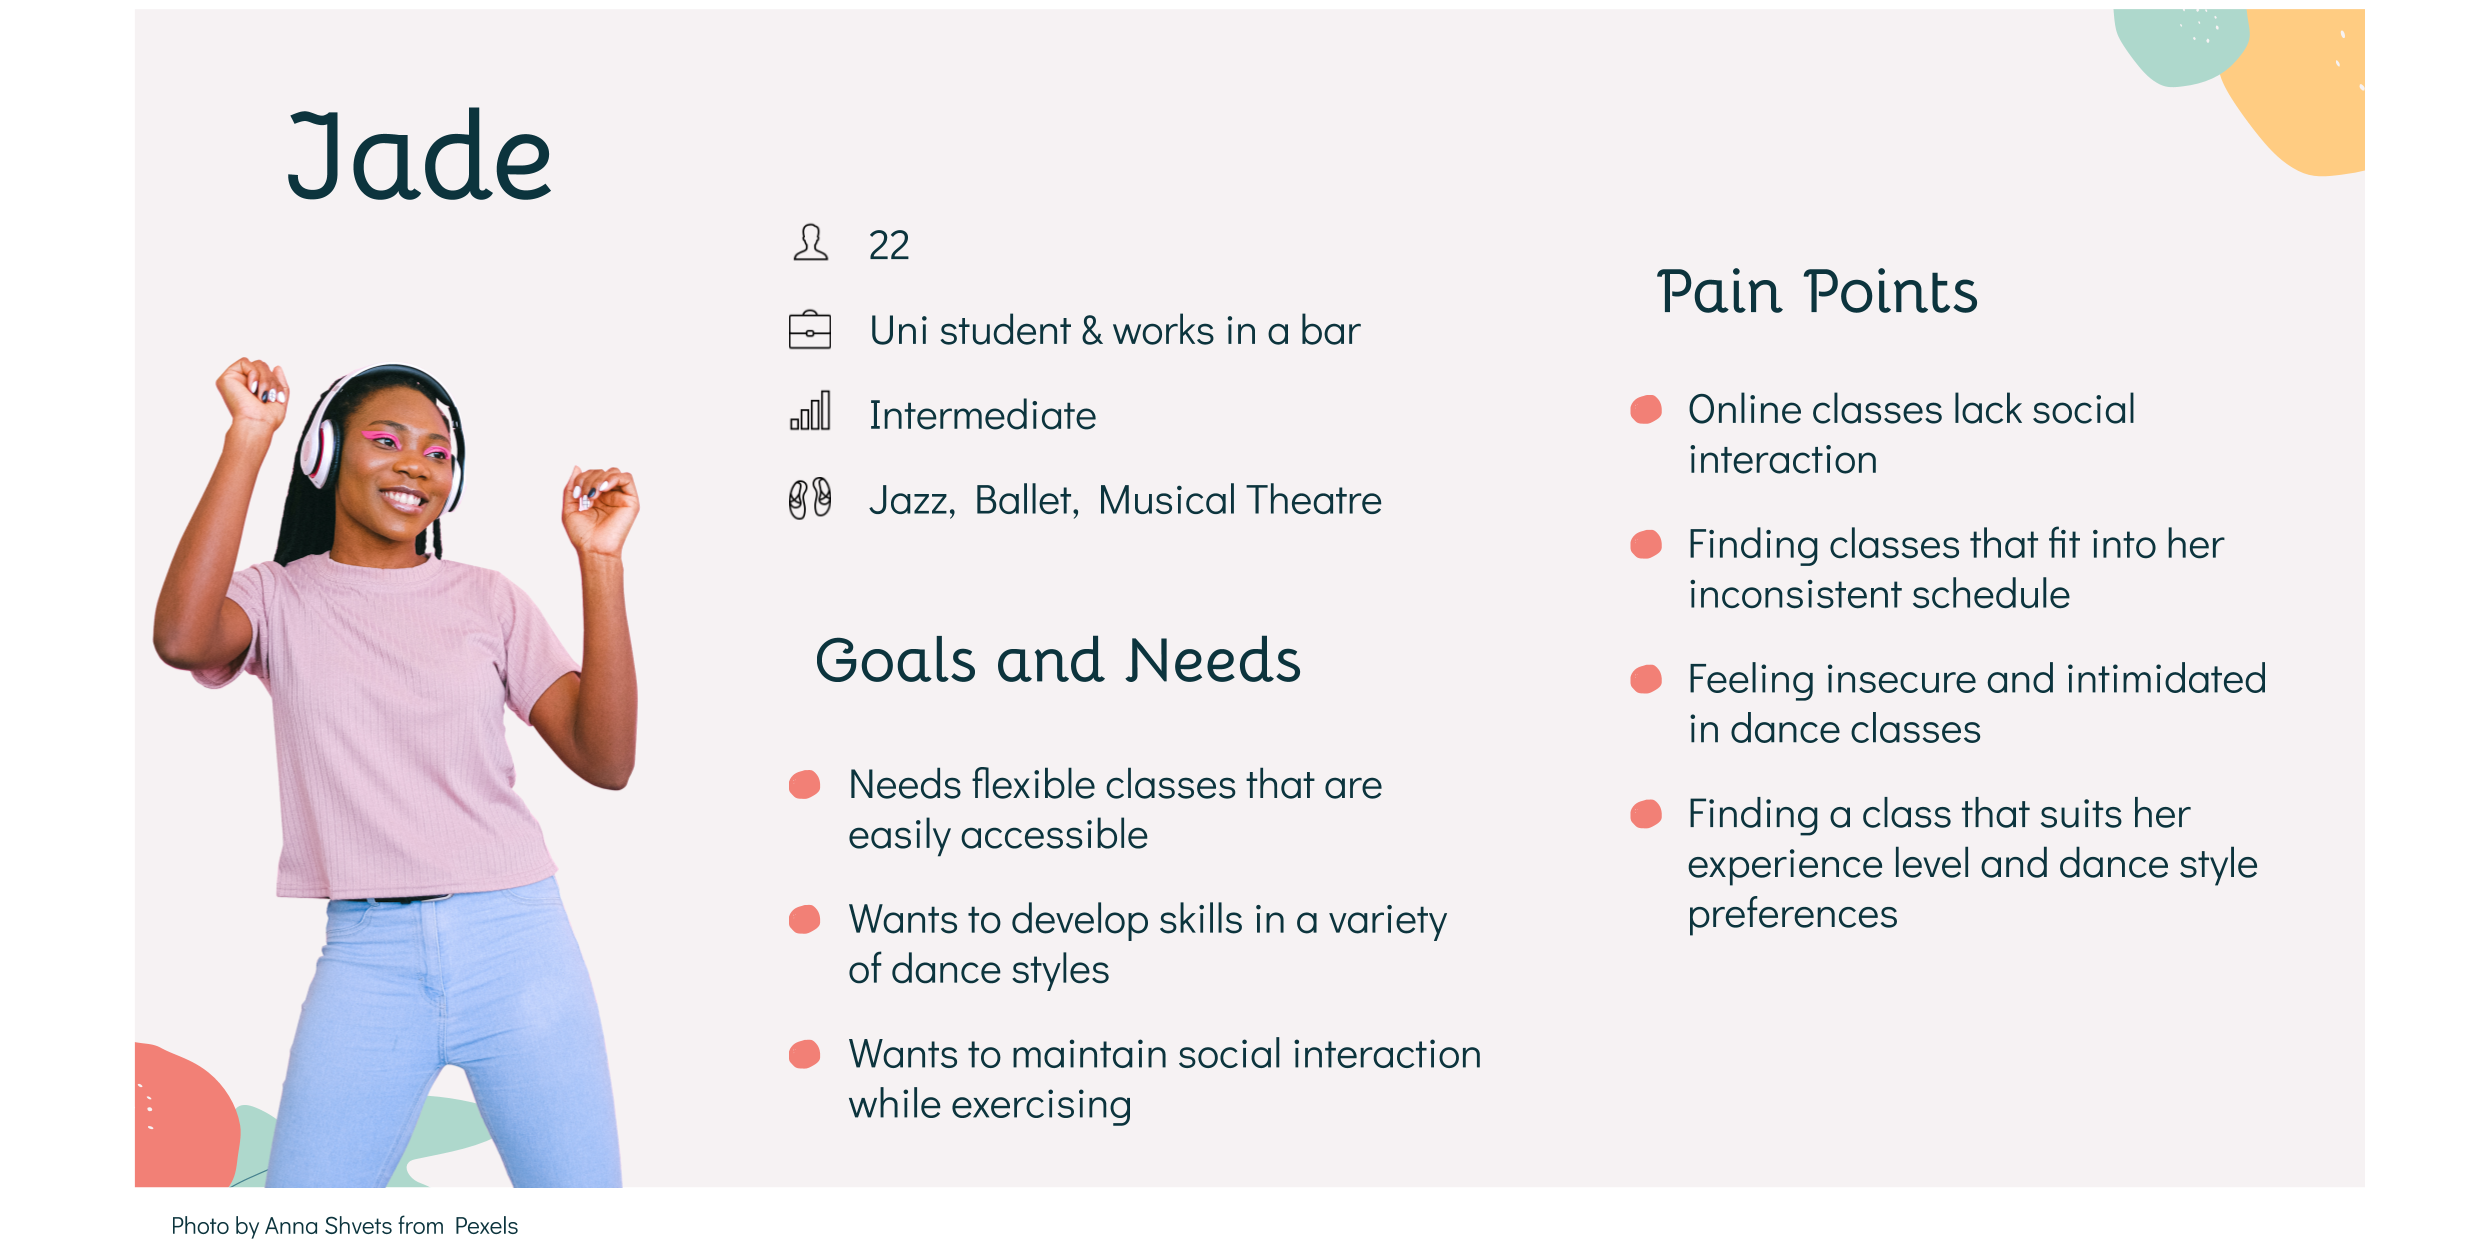 Jade
22
Uni student & works in a bar
Intermediate
Jazz, Ballet, Musical Theatre
Goals and Needs
Needs flexible classes that are
easily accessible
Wants to develop skills in a variety
of dance styles
Wants to maintain social interaction
while exercising
Pain Points
Online classes lack social
interaction
Finding classes that fit into her
inconsistent schedule
Feeling insecure and intimidated
in dance classes
Finding a class that suits her
experience level and dance style
preferences
Photo by Anna Shvets from Pexels